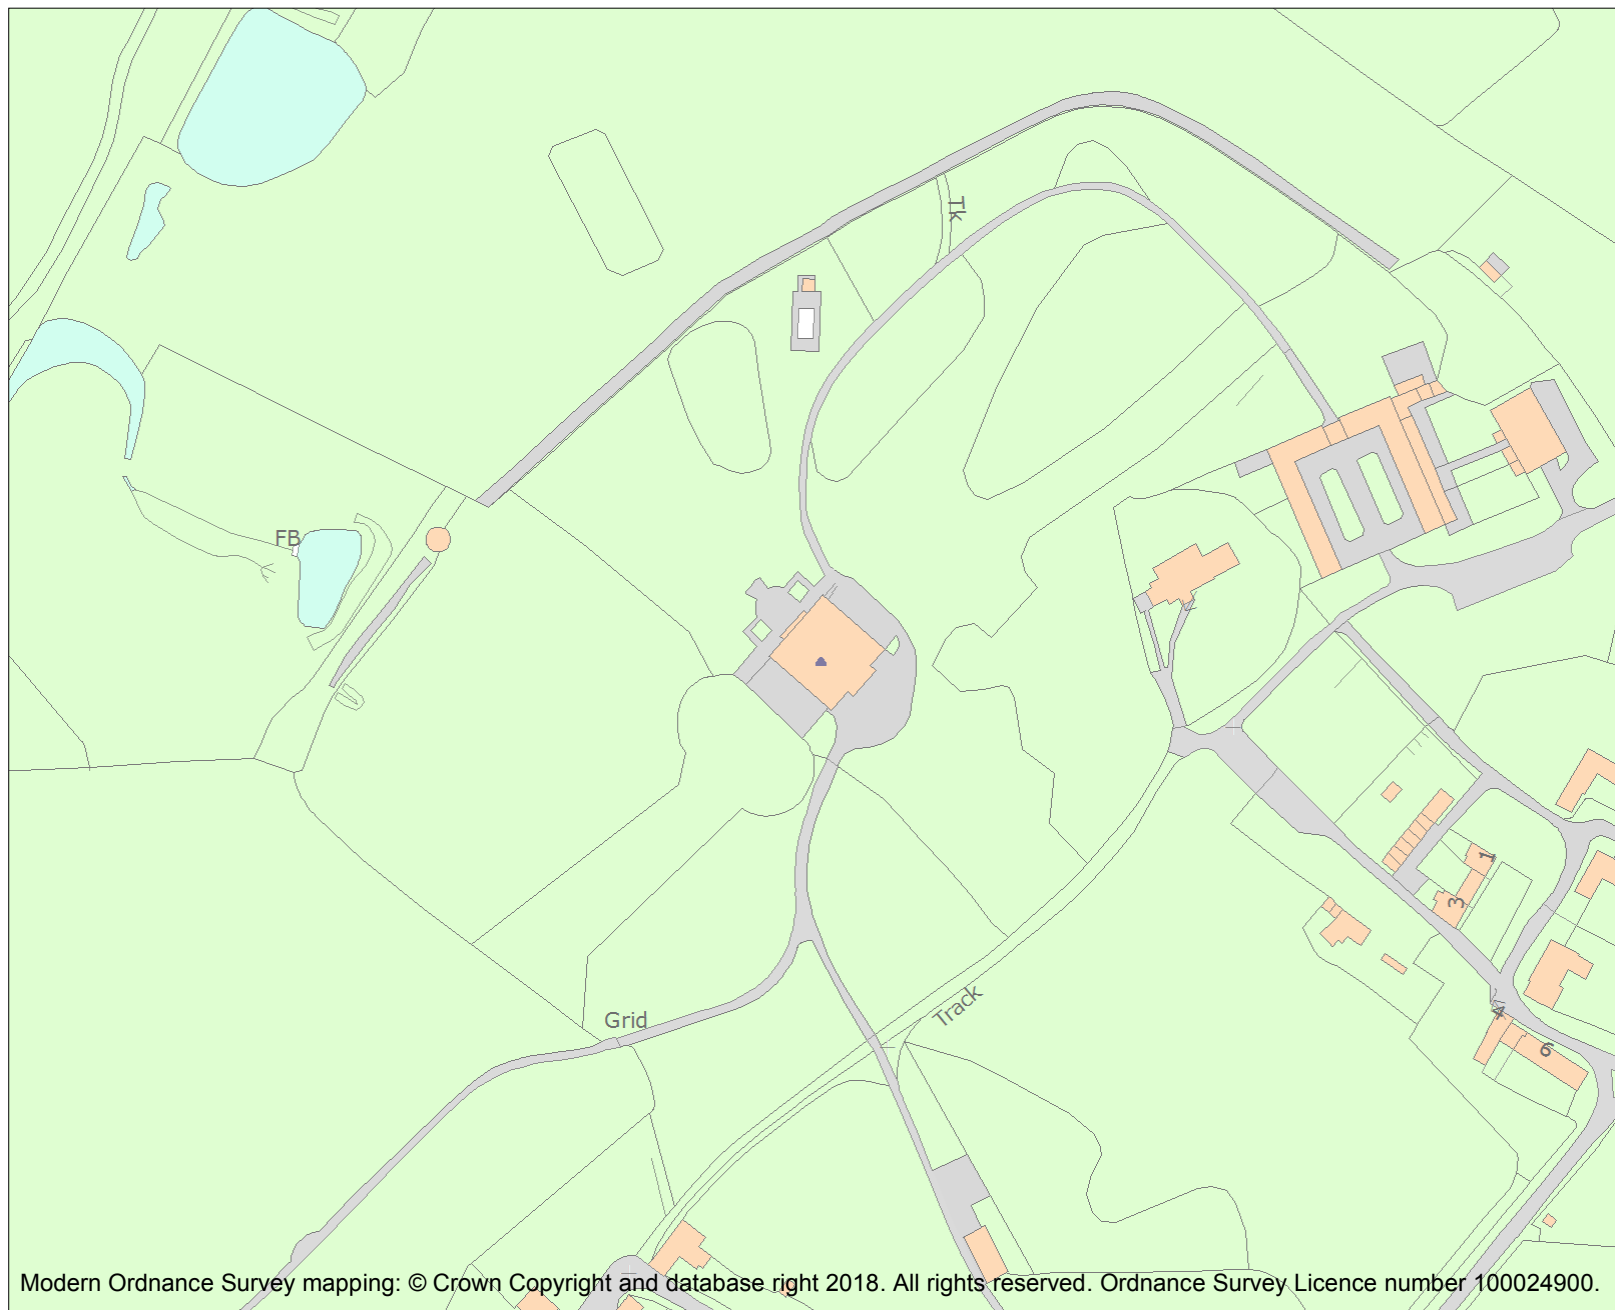 Tk
FB
1
3
Grid
Track
4
6
Modern Ordnance Survey mapping: © Crown Copyright and database right 2018. All rights reserved. Ordnance Survey Licence number 100024900.